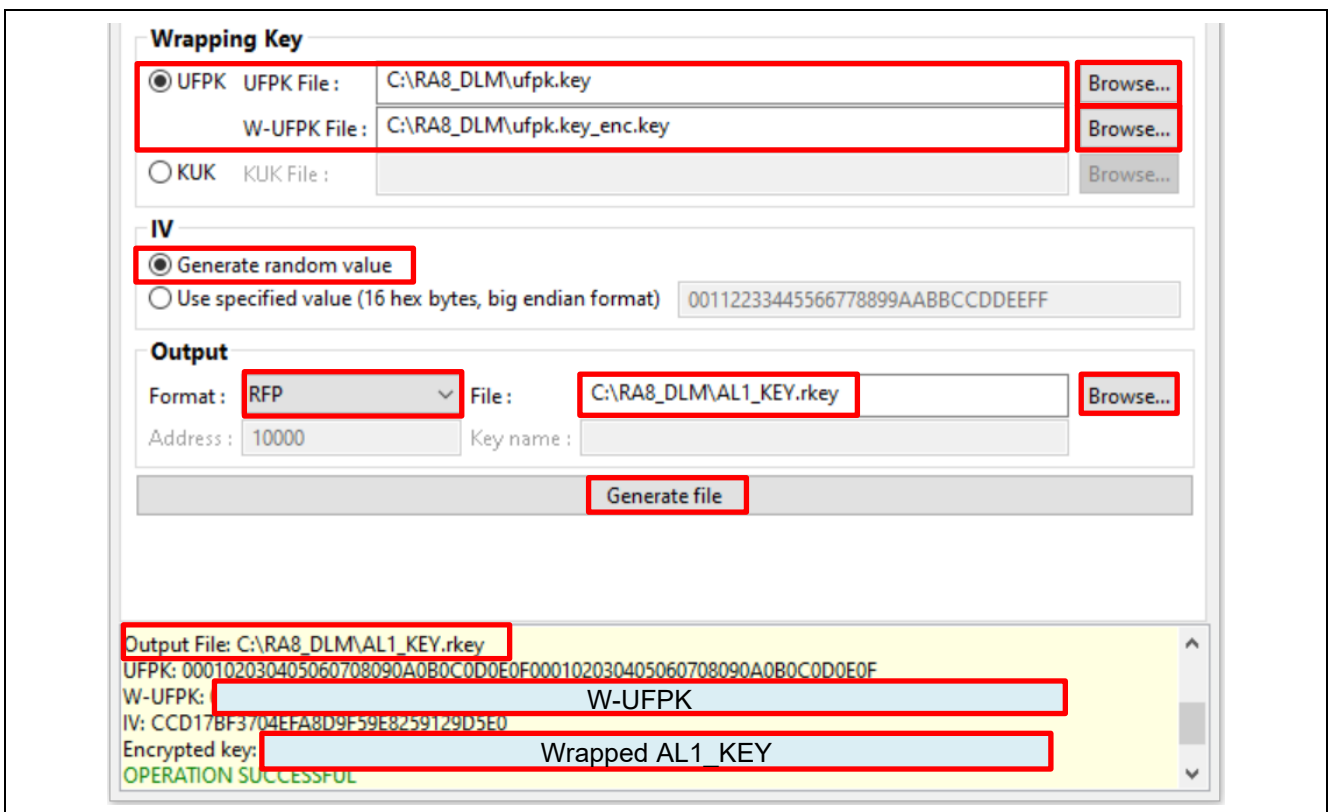 Wrapping Key
UFPK UFPK File : C:\RA8_DLM\ufpk.key Browse...
W-UFPK File : C:\RA8_DLM\ufpk.key_enc.key Browse...
KUK KUK File : Browse...
IV
Generate random value
Use specified value (16 hex bytes, big endian format) 00112233445566778899AABBCCDDEEFF
Output
Format : RFP File : C:\RA8_DLM\AL1_KEY.rkey Browse...
Address : 10000 Key name :
Generate file
Output File: C:\RA8_DLM\AL1_KEY.rkey
UFPK: 000102030405060708090A0B0C0D0E0F000102030405060708090A0B0C0D0E0F
W-UFPK: W-UFPK
IV: CCD17BF3704EFA8D9F59E8259129D5E0
Encrypted key: Wrapped AL1_KEY
OPERATION SUCCESSFUL